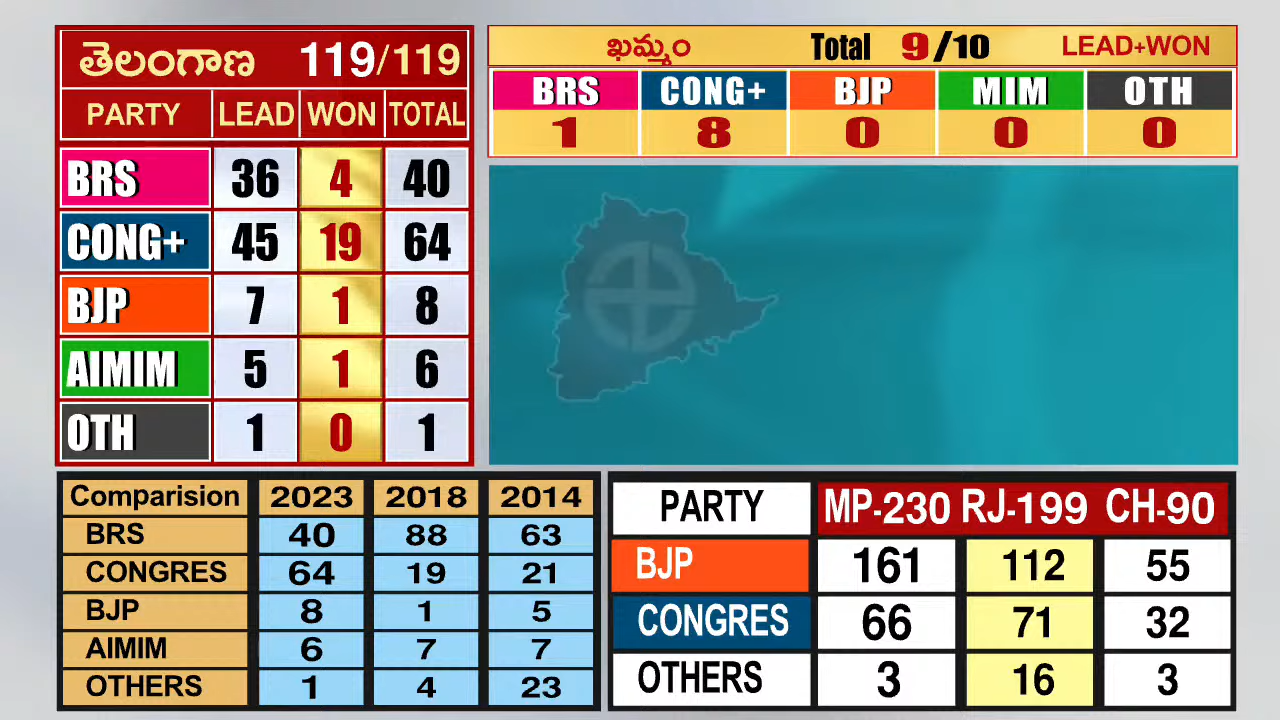 తెలంగాణ 119/119
PARTY LEAD WON TOTAL
BRS 36 4 40
CONG+ 45 19 64
BJP 7 1 8
AIMIM 5 1 6
OTH 1 0 1
ఖమ్మం Total 9/10 LEAD+WON
BRS CONG+ BJP MIM OTH
1 8 0 0 0
Comparision 2023 2018 2014
BRS 40 88 63
CONGRES 64 19 21
BJP 8 1 5
AIMIM 6 7 7
OTHERS 1 4 23
PARTY MP-230 RJ-199 CH-90
BJP 161 112 55
CONGRES 66 71 32
OTHERS 3 16 3